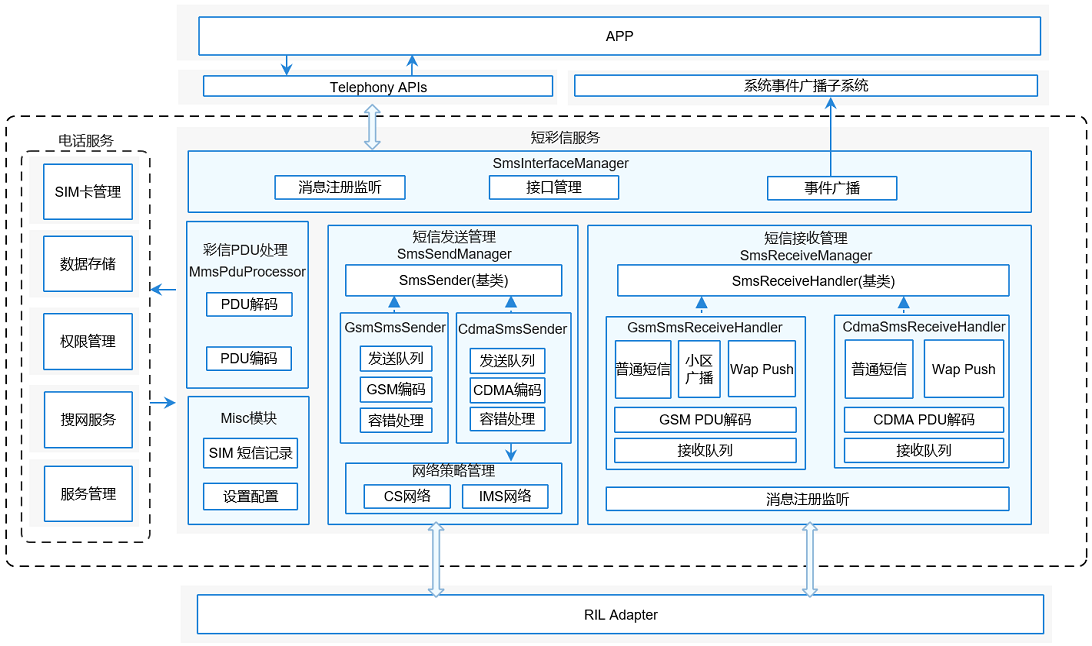 APP
Telephony APIs
系统事件广播子系统
电话服务
SIM卡管理
数据存储
权限管理
搜网服务
服务管理
短彩信服务
SmsInterfaceManager
消息注册监听
接口管理
事件广播
彩信PDU处理
MmsPduProcessor
PDU解码
PDU编码
Misc模块
SIM 短信记录
设置配置
短信发送管理
SmsSendManager
SmsSender(基类)
GsmSmsSender
发送队列
GSM编码
容错处理
CdmaSmsSender
发送队列
CDMA编码
容错处理
网络策略管理
CS网络
IMS网络
短信接收管理
SmsReceiveManager
SmsReceiveHandler(基类)
GsmSmsReceiveHandler
普通短信
小区
广播
Wap Push
GSM PDU解码
接收队列
CdmaSmsReceiveHandler
普通短信
Wap Push
CDMA PDU解码
接收队列
消息注册监听
RIL Adapter